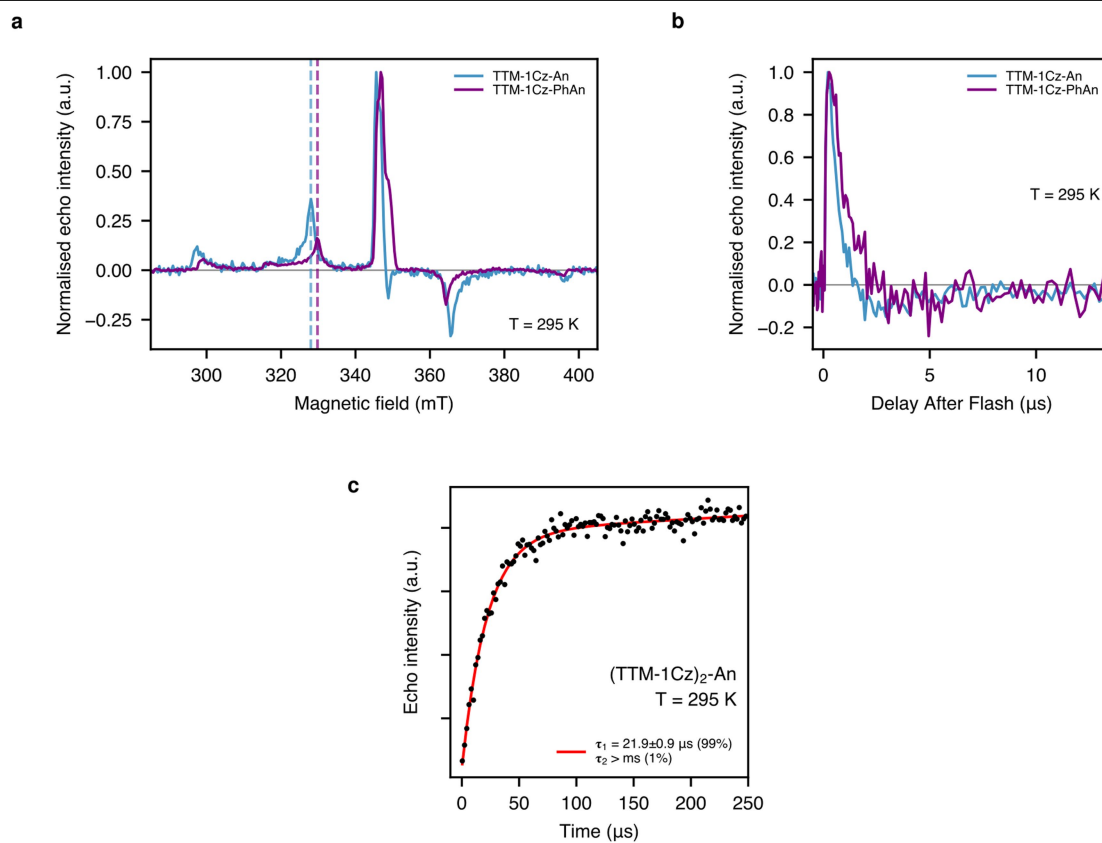 a
Normalised echo intensity (a.u.)
1.00
0.75
0.50
0.25
0.00
−0.25
TTM-1Cz-An
TTM-1Cz-PhAn
T = 295 K
300 320 340 360 380 400
Magnetic field (mT)
b
Normalised echo intensity (a.u.)
1.0
0.8
0.6
0.4
0.2
0.0
−0.2
TTM-1Cz-An
TTM-1Cz-PhAn
T = 295 K
0 5 10
Delay After Flash (μs)
c
Echo intensity (a.u.)
(TTM-1Cz)₂-An
T = 295 K
τ₁ = 21.9±0.9 μs (99%)
τ₂ > ms (1%)
0 50 100 150 200 250
Time (μs)